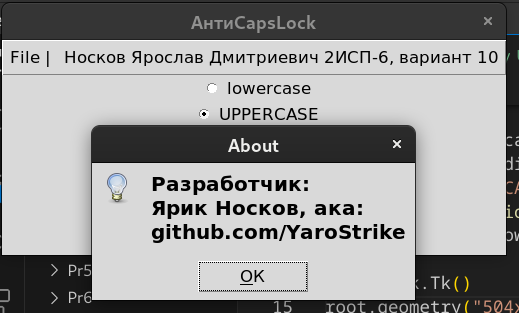 АнтиCapsLock
×
File | Носков Ярослав Дмитриевич 2ИСП-6, вариант 10
lowercase
UPPERCASE
About
×
Разработчик:
Ярик Носков, ака:
github.com/YaroStrike
OK
Pr5
Pr6
.Tk()
15 root.geometry("504x